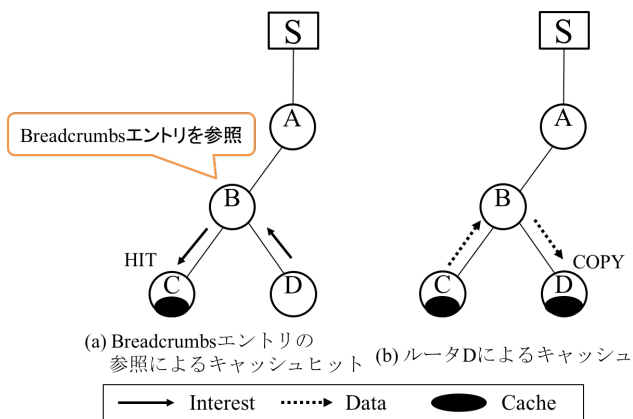 S
A
Breadcrumbsエントリを参照
B
HIT
C
D
(a) Breadcrumbsエントリの
参照によるキャッシュヒット
S
A
B
COPY
C
D
(b) ルータDによるキャッシュ
Interest
Data
Cache